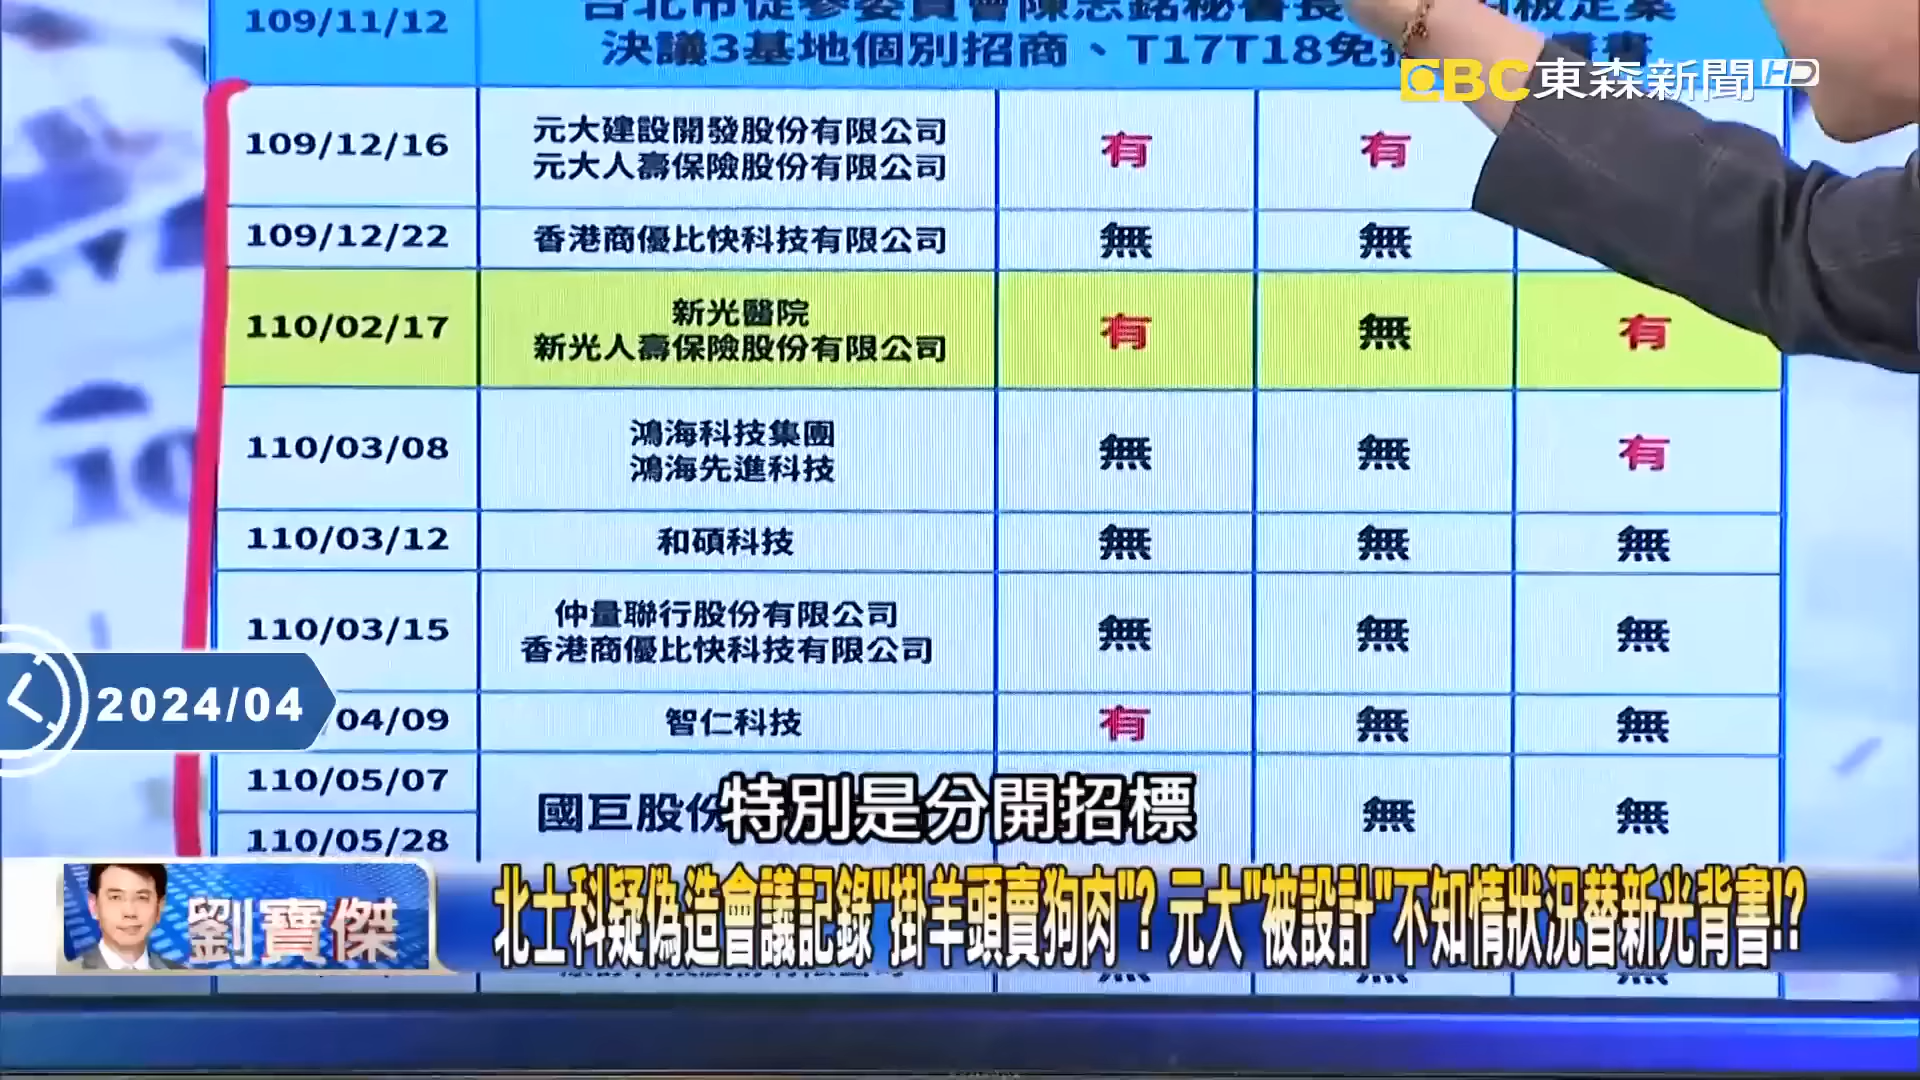 109/11/12
決議3基地個別招商、T17T18免
EBC東森新聞HD
109/12/16
元大建設開發股份有限公司
元大人壽保險股份有限公司
有
有
109/12/22
香港商優比快科技有限公司
無
無
110/02/17
新光醫院
新光人壽保險股份有限公司
有
無
有
110/03/08
鴻海科技集團
鴻海先進科技
無
無
有
110/03/12
和碩科技
無
無
無
110/03/15
仲量聯行股份有限公司
香港商優比快科技有限公司
無
無
無
2024/04
04/09
智仁科技
有
無
無
110/05/07
110/05/28
國巨股份
無
無
特別是分開招標
劉寶傑
北士科疑偽造會議記錄"掛羊頭賣狗肉"? 元大"被設計"不知情狀況替新光背書!?